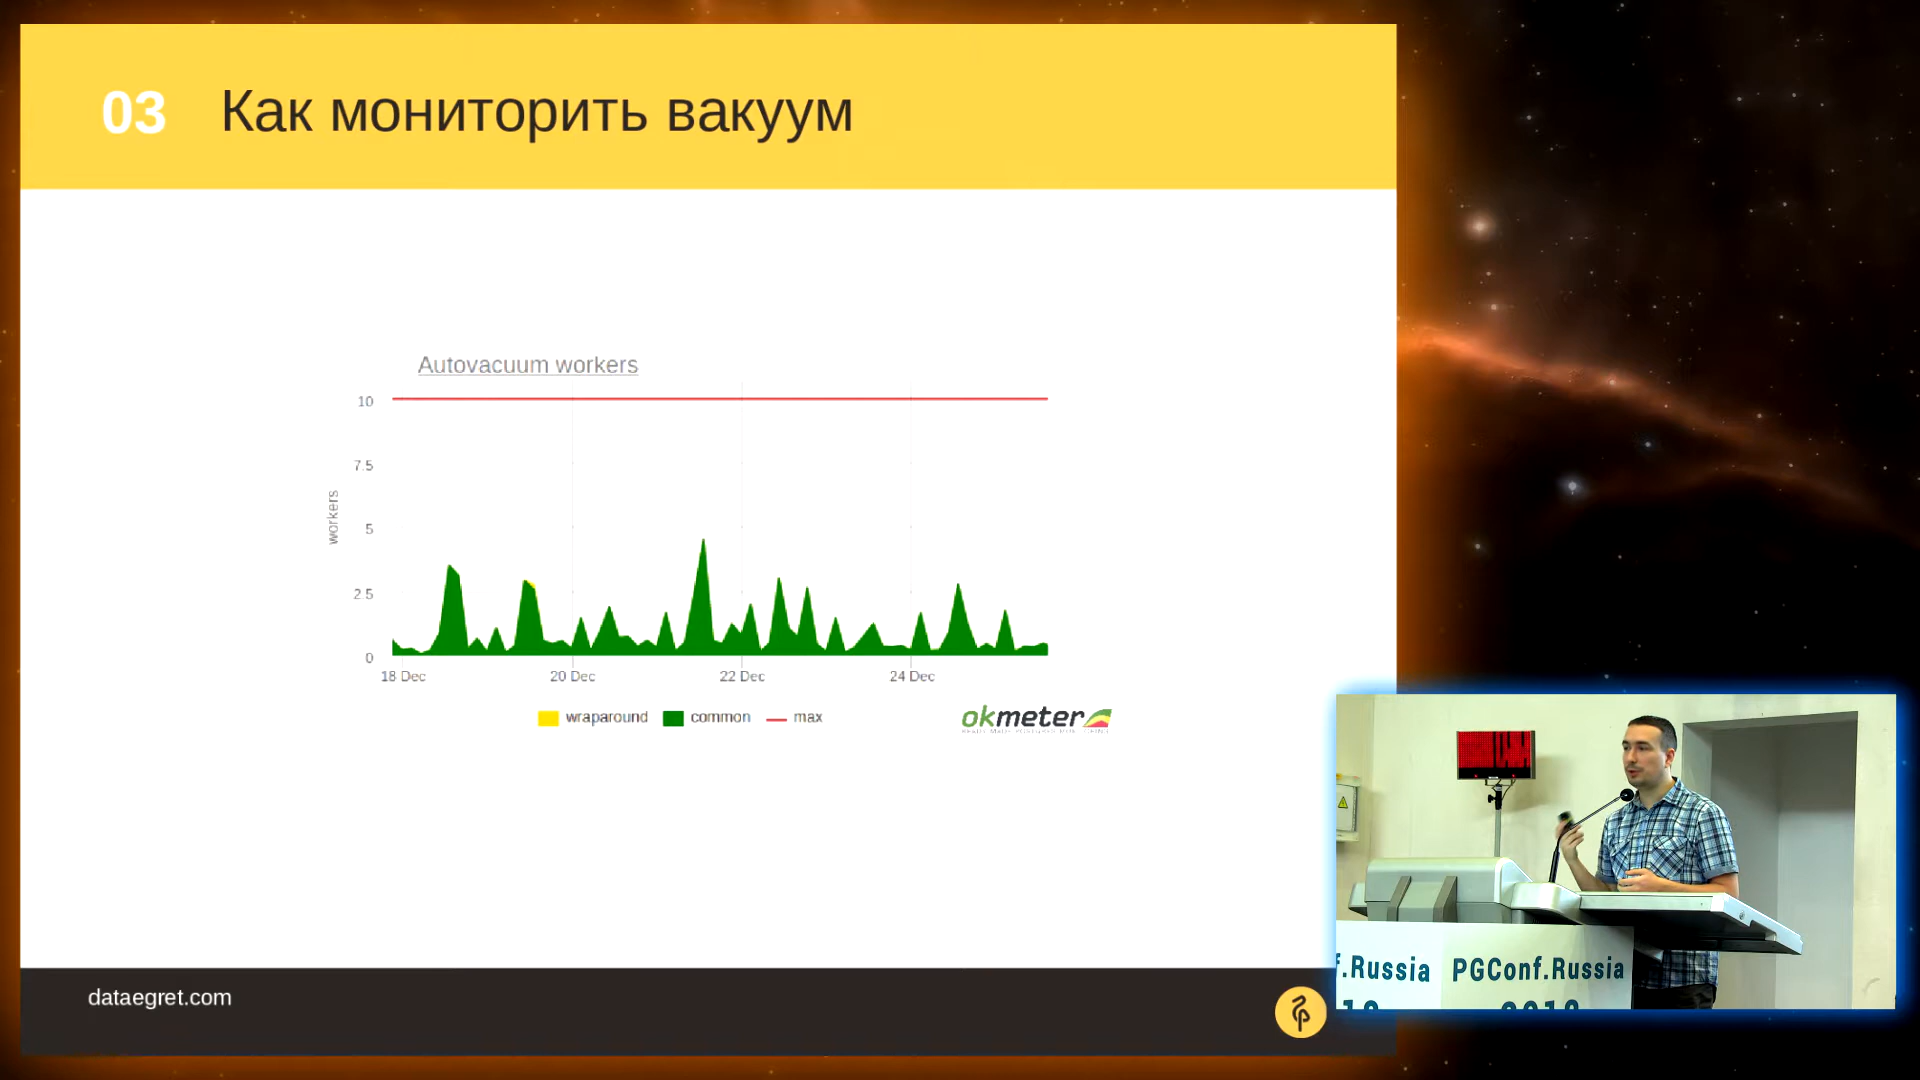 03 Как мониторить вакуум
Autovacuum workers
10
7.5
5
2.5
0
workers
18 Dec 20 Dec 22 Dec 24 Dec
wraparound common max
okmeter
dataegret.com
f.Russia PGConf.Russia